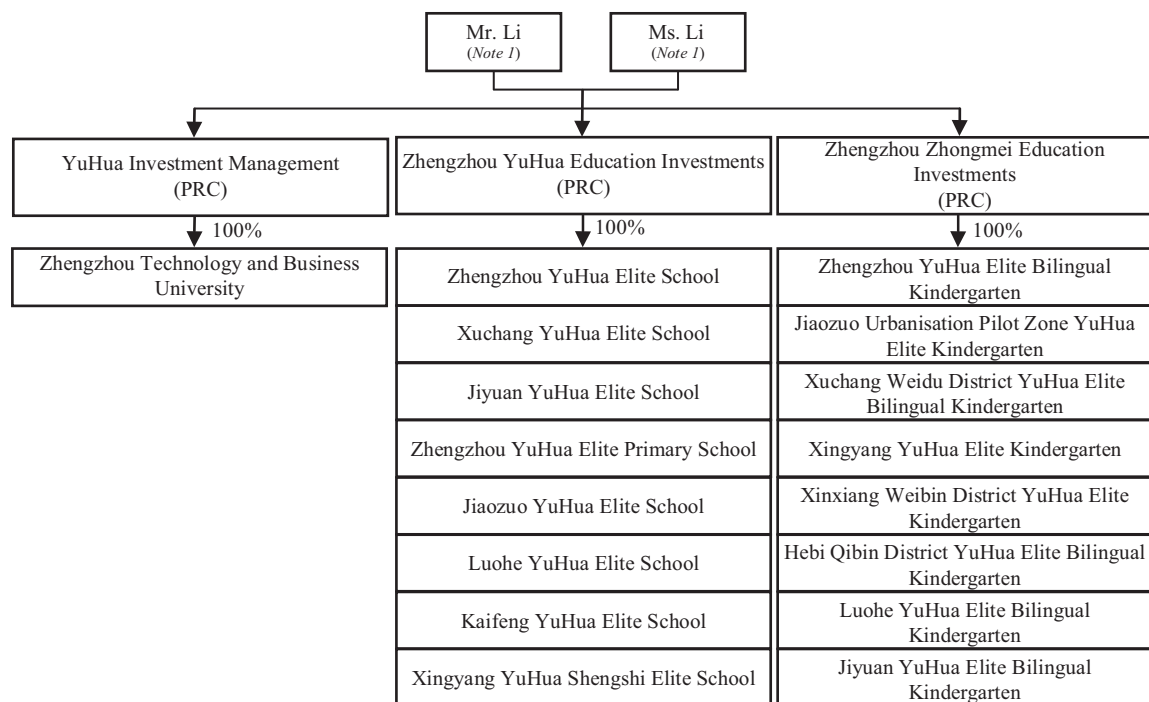 Mr. Li
(Note 1)
Ms. Li
(Note 1)
YuHua Investment Management
(PRC)
Zhengzhou YuHua Education Investments
(PRC)
Zhengzhou Zhongmei Education
Investments
(PRC)
100%
100%
100%
Zhengzhou Technology and Business
University
Zhengzhou YuHua Elite School
Xuchang YuHua Elite School
Jiyuan YuHua Elite School
Zhengzhou YuHua Elite Primary School
Jiaozuo YuHua Elite School
Luohe YuHua Elite School
Kaifeng YuHua Elite School
Xingyang YuHua Shengshi Elite School
Zhengzhou YuHua Elite Bilingual
Kindergarten
Jiaozuo Urbanisation Pilot Zone YuHua
Elite Kindergarten
Xuchang Weidu District YuHua Elite
Bilingual Kindergarten
Xingyang YuHua Elite Kindergarten
Xinxiang Weibin District YuHua Elite
Kindergarten
Hebi Qibin District YuHua Elite Bilingual
Kindergarten
Luohe YuHua Elite Bilingual
Kindergarten
Jiyuan YuHua Elite Bilingual
Kindergarten